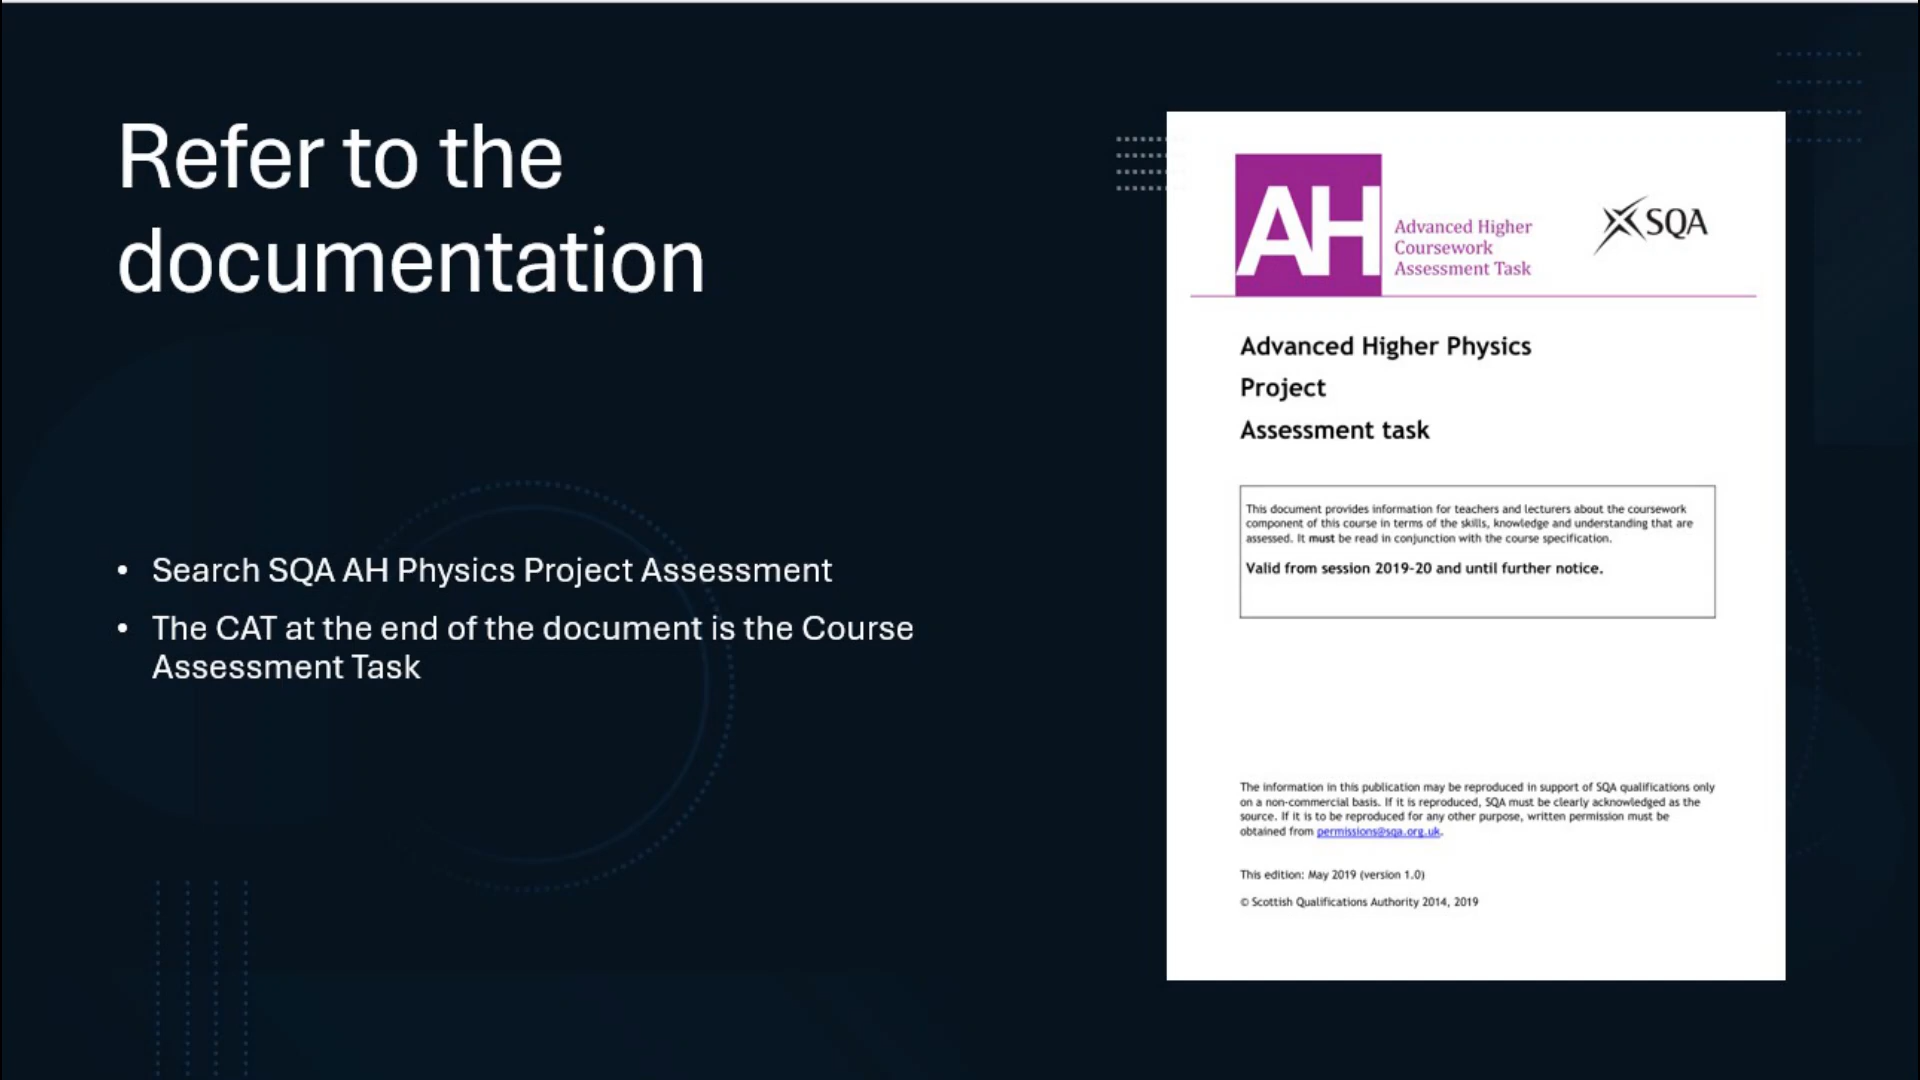 Refer to the
documentation
• Search SQA AH Physics Project Assessment
• The CAT at the end of the document is the Course
Assessment Task
AH
Advanced Higher
Coursework
Assessment Task
SQA
Advanced Higher Physics
Project
Assessment task
This document provides information for teachers and lecturers about the coursework
component of this course in terms of the skills, knowledge and understanding that are
assessed. It must be read in conjunction with the course specification.
Valid from session 2019-20 and until further notice.
The information in this publication may be reproduced in support of SQA qualifications only
on a non-commercial basis. If it is reproduced, SQA must be clearly acknowledged as the
source. If it is to be reproduced for any other purpose, written permission must be
obtained from permissions@sqa.org.uk.
This edition: May 2019 (version 1.0)
© Scottish Qualifications Authority 2014, 2019